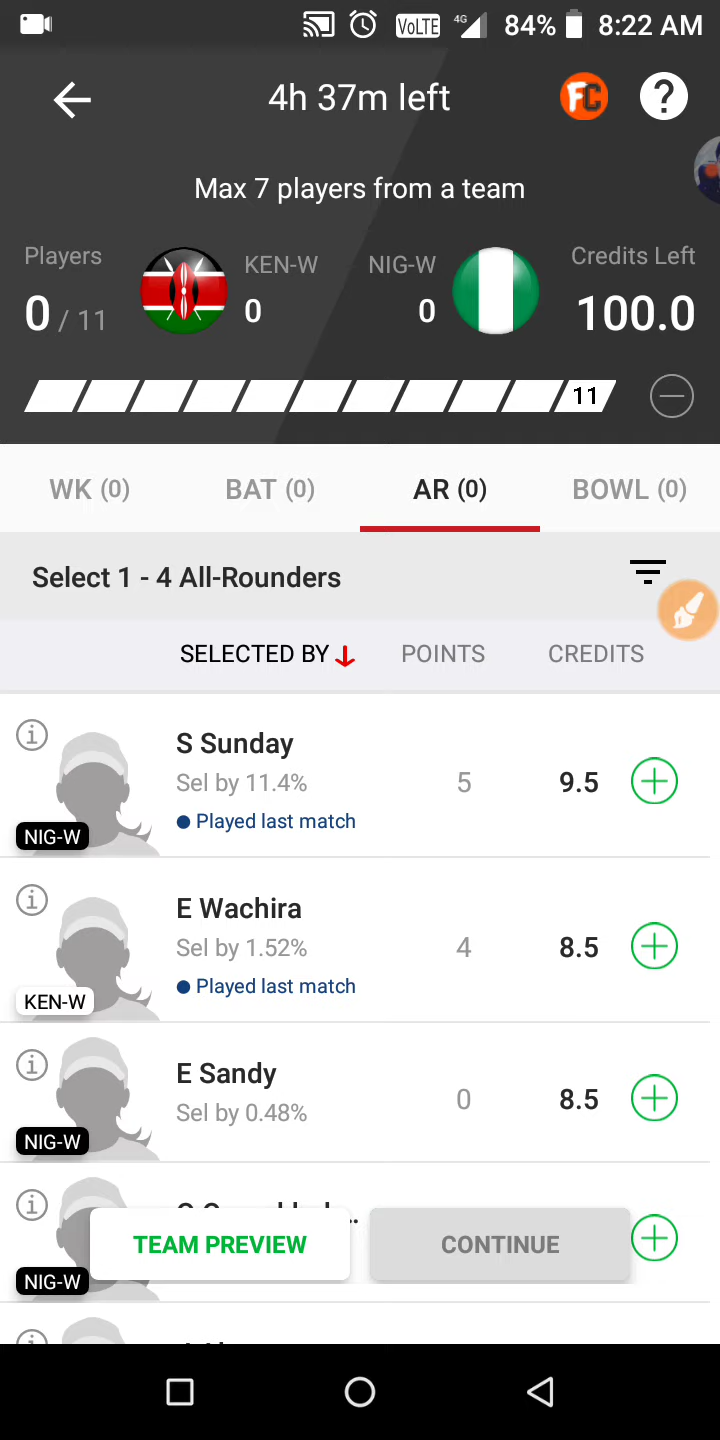 VoLTE 4G 84% 8:22 AM
4h 37m left
FC ?
Max 7 players from a team
Players KEN-W NIG-W Credits Left
0 / 11 0 0 100.0
11
WK (0) BAT (0) AR (0) BOWL (0)
Select 1 - 4 All-Rounders
SELECTED BY POINTS CREDITS
S Sunday
Sel by 11.4% 5 9.5
Played last match
NIG-W
E Wachira
Sel by 1.52% 4 8.5
Played last match
KEN-W
E Sandy
Sel by 0.48% 0 8.5
NIG-W
TEAM PREVIEW CONTINUE
NIG-W